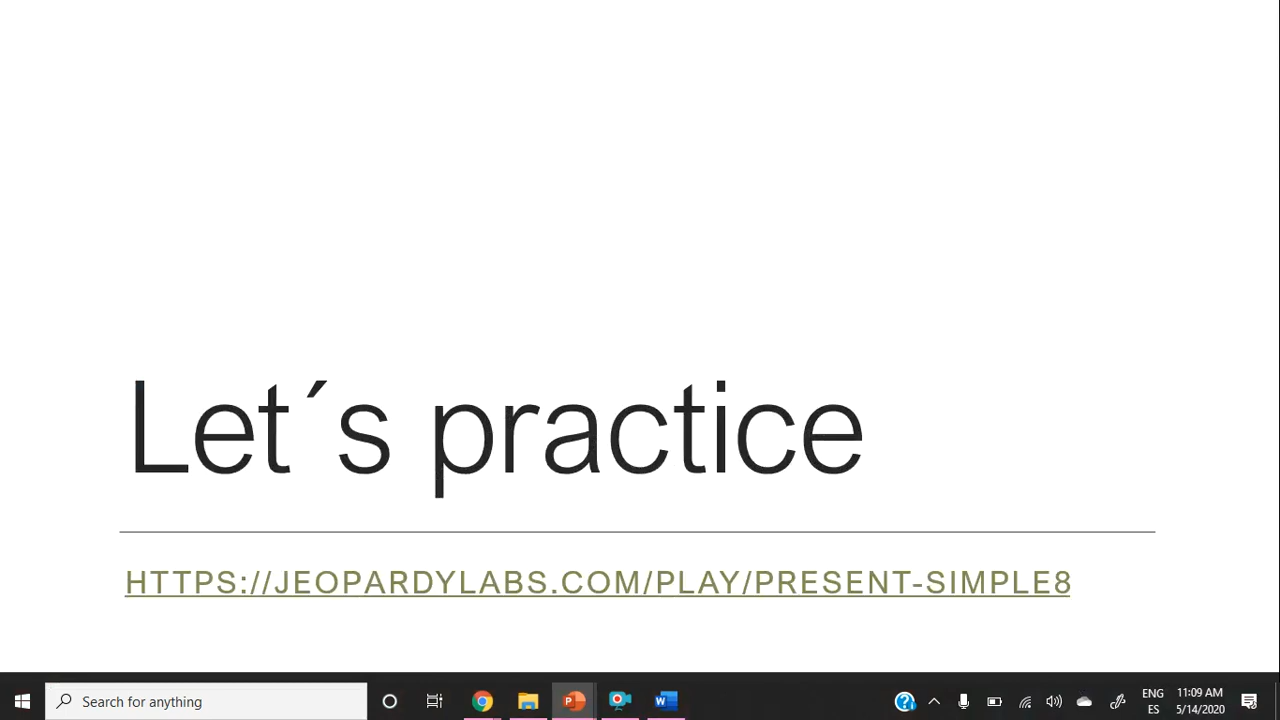 Let´s practice
HTTPS://JEOPARDYLABS.COM/PLAY/PRESENT-SIMPLE8
Search for anything
ENG
ES
11:09 AM
5/14/2020